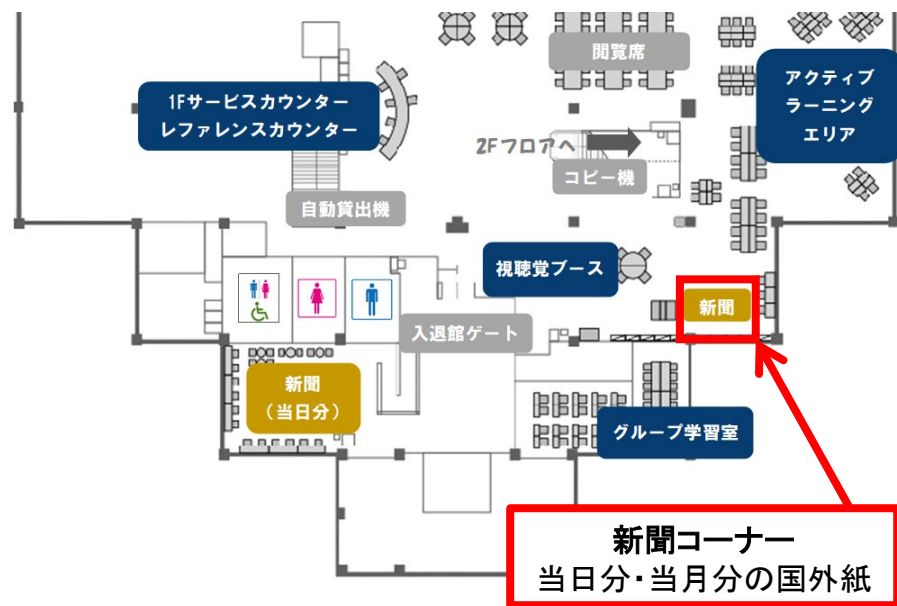 閲覧席
アクティブ
ラーニング
エリア
1Fサービスカウンター
レファレンスカウンター
2Fフロアへ
コピー機
自動貸出機
視聴覚ブース
新聞
入退館ゲート
新聞
（当日分）
グループ学習室
新聞コーナー
当日分・当月分の国外紙